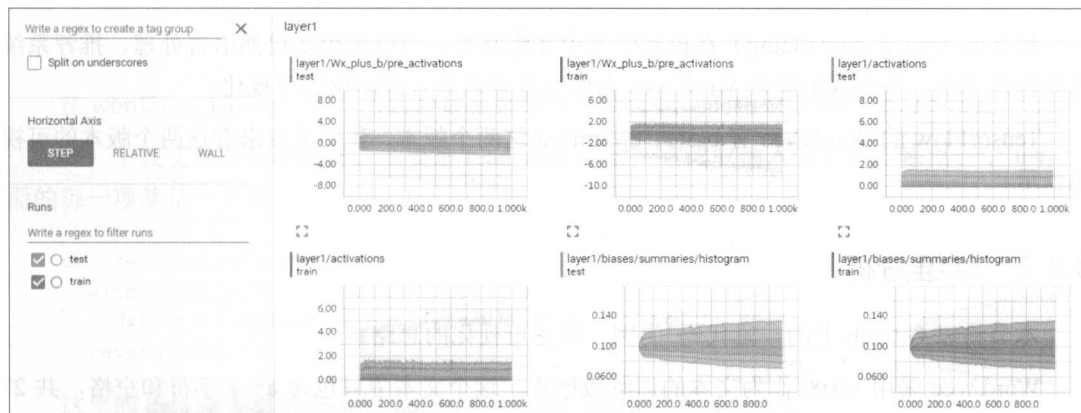 Write a regex to create a tag group
Split on underscores
Horizontal Axis
STEP RELATIVE WALL
Runs
Write a regex to filter runs
test
train
layer1
layer1/Wx_plus_b/pre_activations
test
8.00
4.00
0.00
-4.00
-8.00
0.000 200.0 400.0 600.0 800.0 1.000k
layer1/Wx_plus_b/pre_activations
train
6.00
2.00
-2.00
-6.00
-10.0
0.000 200.0 400.0 600.0 800.0 1.000k
layer1/activations
test
8.00
6.00
4.00
2.00
0.00
0.000 200.0 400.0 600.0 800.0 1.000k
layer1/activations
train
6.00
4.00
2.00
0.00
0.000 200.0 400.0 600.0 800.0 1.000k
layer1/biases/summaries/histogram
test
0.140
0.100
0.0600
0.000 200.0 400.0 600.0 800.0
layer1/biases/summaries/histogram
train
0.140
0.100
0.0600
0.000 200.0 400.0 600.0 800.0